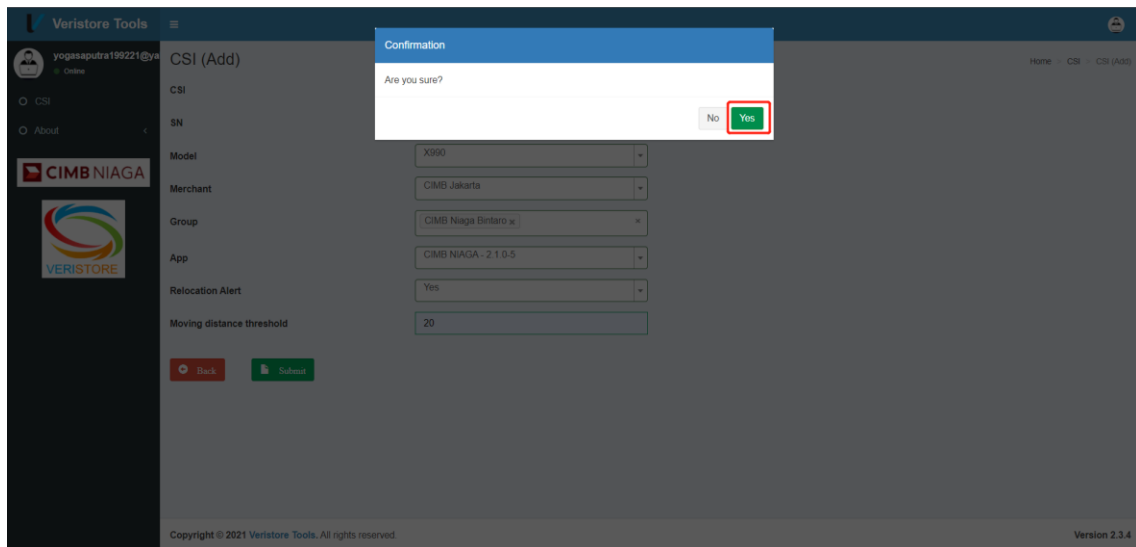 Veristore Tools
yogasaputra199221@ya
Online
CSI
About
CIMB NIAGA
VERISTORE
CSI (Add)
Home > CSI > CSI (Add)
Confirmation
Are you sure?
No
Yes
CSI
SN
Model
X990
Merchant
CIMB Jakarta
Group
CIMB Niaga Bintaro ×
×
App
CIMB NIAGA - 2.1.0-5
Relocation Alert
Yes
Moving distance threshold
20
Back
Submit
Copyright © 2021 Veristore Tools. All rights reserved.
Version 2.3.4